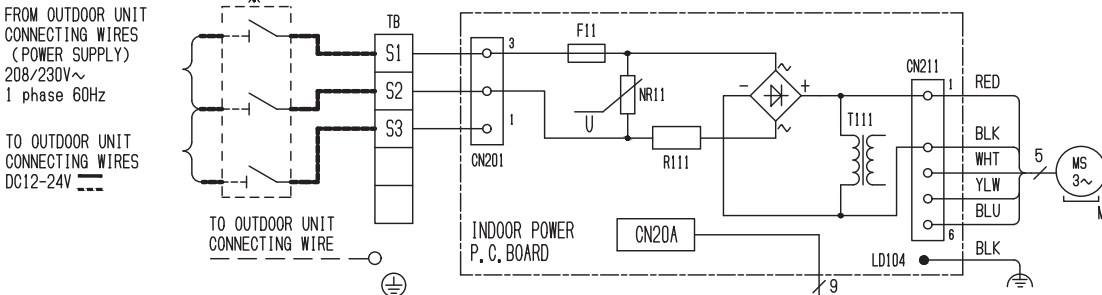 FROM OUTDOOR UNIT
CONNECTING WIRES
(POWER SUPPLY)
208/230V~
1 phase 60Hz
TO OUTDOOR UNIT
CONNECTING WIRES
DC12-24V
TB
S1
S2
S3
TO OUTDOOR UNIT
CONNECTING WIRE
3
1
CN201
F11
NR11
U
R111
~
- +
~
T111
INDOOR POWER
P.C.BOARD
CN20A
9
CN211
1
6
LD104
RED
BLK
WHT
YLW
BLU
BLK
5
MS
3~